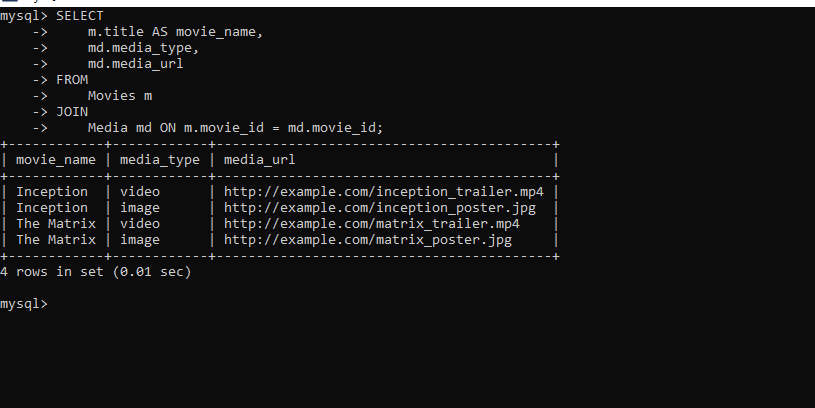 mysql> SELECT
    ->     m.title AS movie_name,
    ->     md.media_type,
    ->     md.media_url
    -> FROM
    ->     Movies m
    -> JOIN
    ->     Media md ON m.movie_id = md.movie_id;
+------------+------------+------------------------------------------+
| movie_name | media_type | media_url                                |
+------------+------------+------------------------------------------+
| Inception  | video      | http://example.com/inception_trailer.mp4 |
| Inception  | image      | http://example.com/inception_poster.jpg  |
| The Matrix | video      | http://example.com/matrix_trailer.mp4    |
| The Matrix | image      | http://example.com/matrix_poster.jpg     |
+------------+------------+------------------------------------------+
4 rows in set (0.01 sec)

mysql>